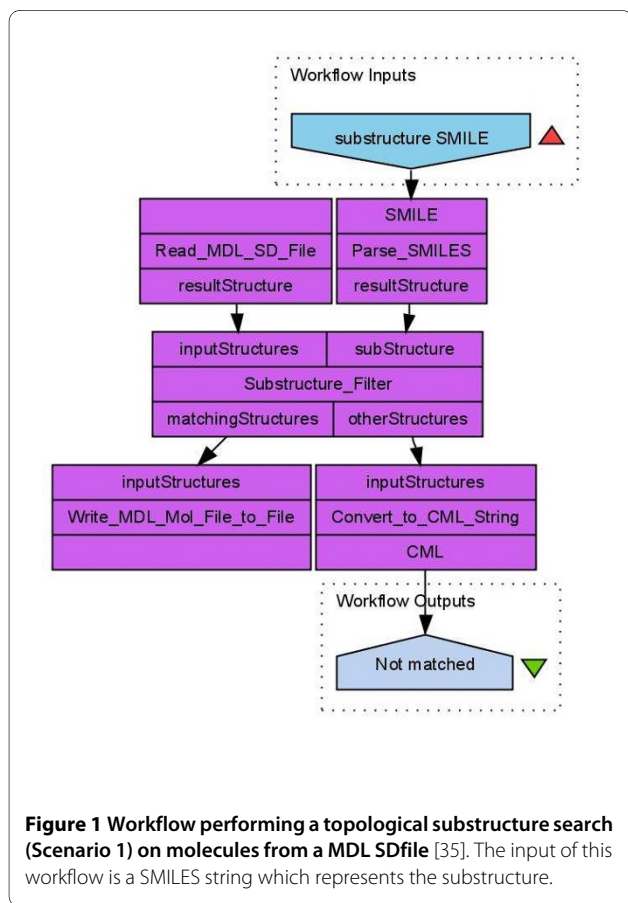 Workflow Inputs
substructure SMILE
SMILE
Read_MDL_SD_File
Parse_SMILES
resultStructure
resultStructure
inputStructures
subStructure
Substructure_Filter
matchingStructures
otherStructures
inputStructures
inputStructures
Write_MDL_Mol_File_to_File
Convert_to_CML_String
CML
Workflow Outputs
Not matched
Figure 1 Workflow performing a topological substructure search
(Scenario 1) on molecules from a MDL SDfile [35]. The input of this
workflow is a SMILES string which represents the substructure.